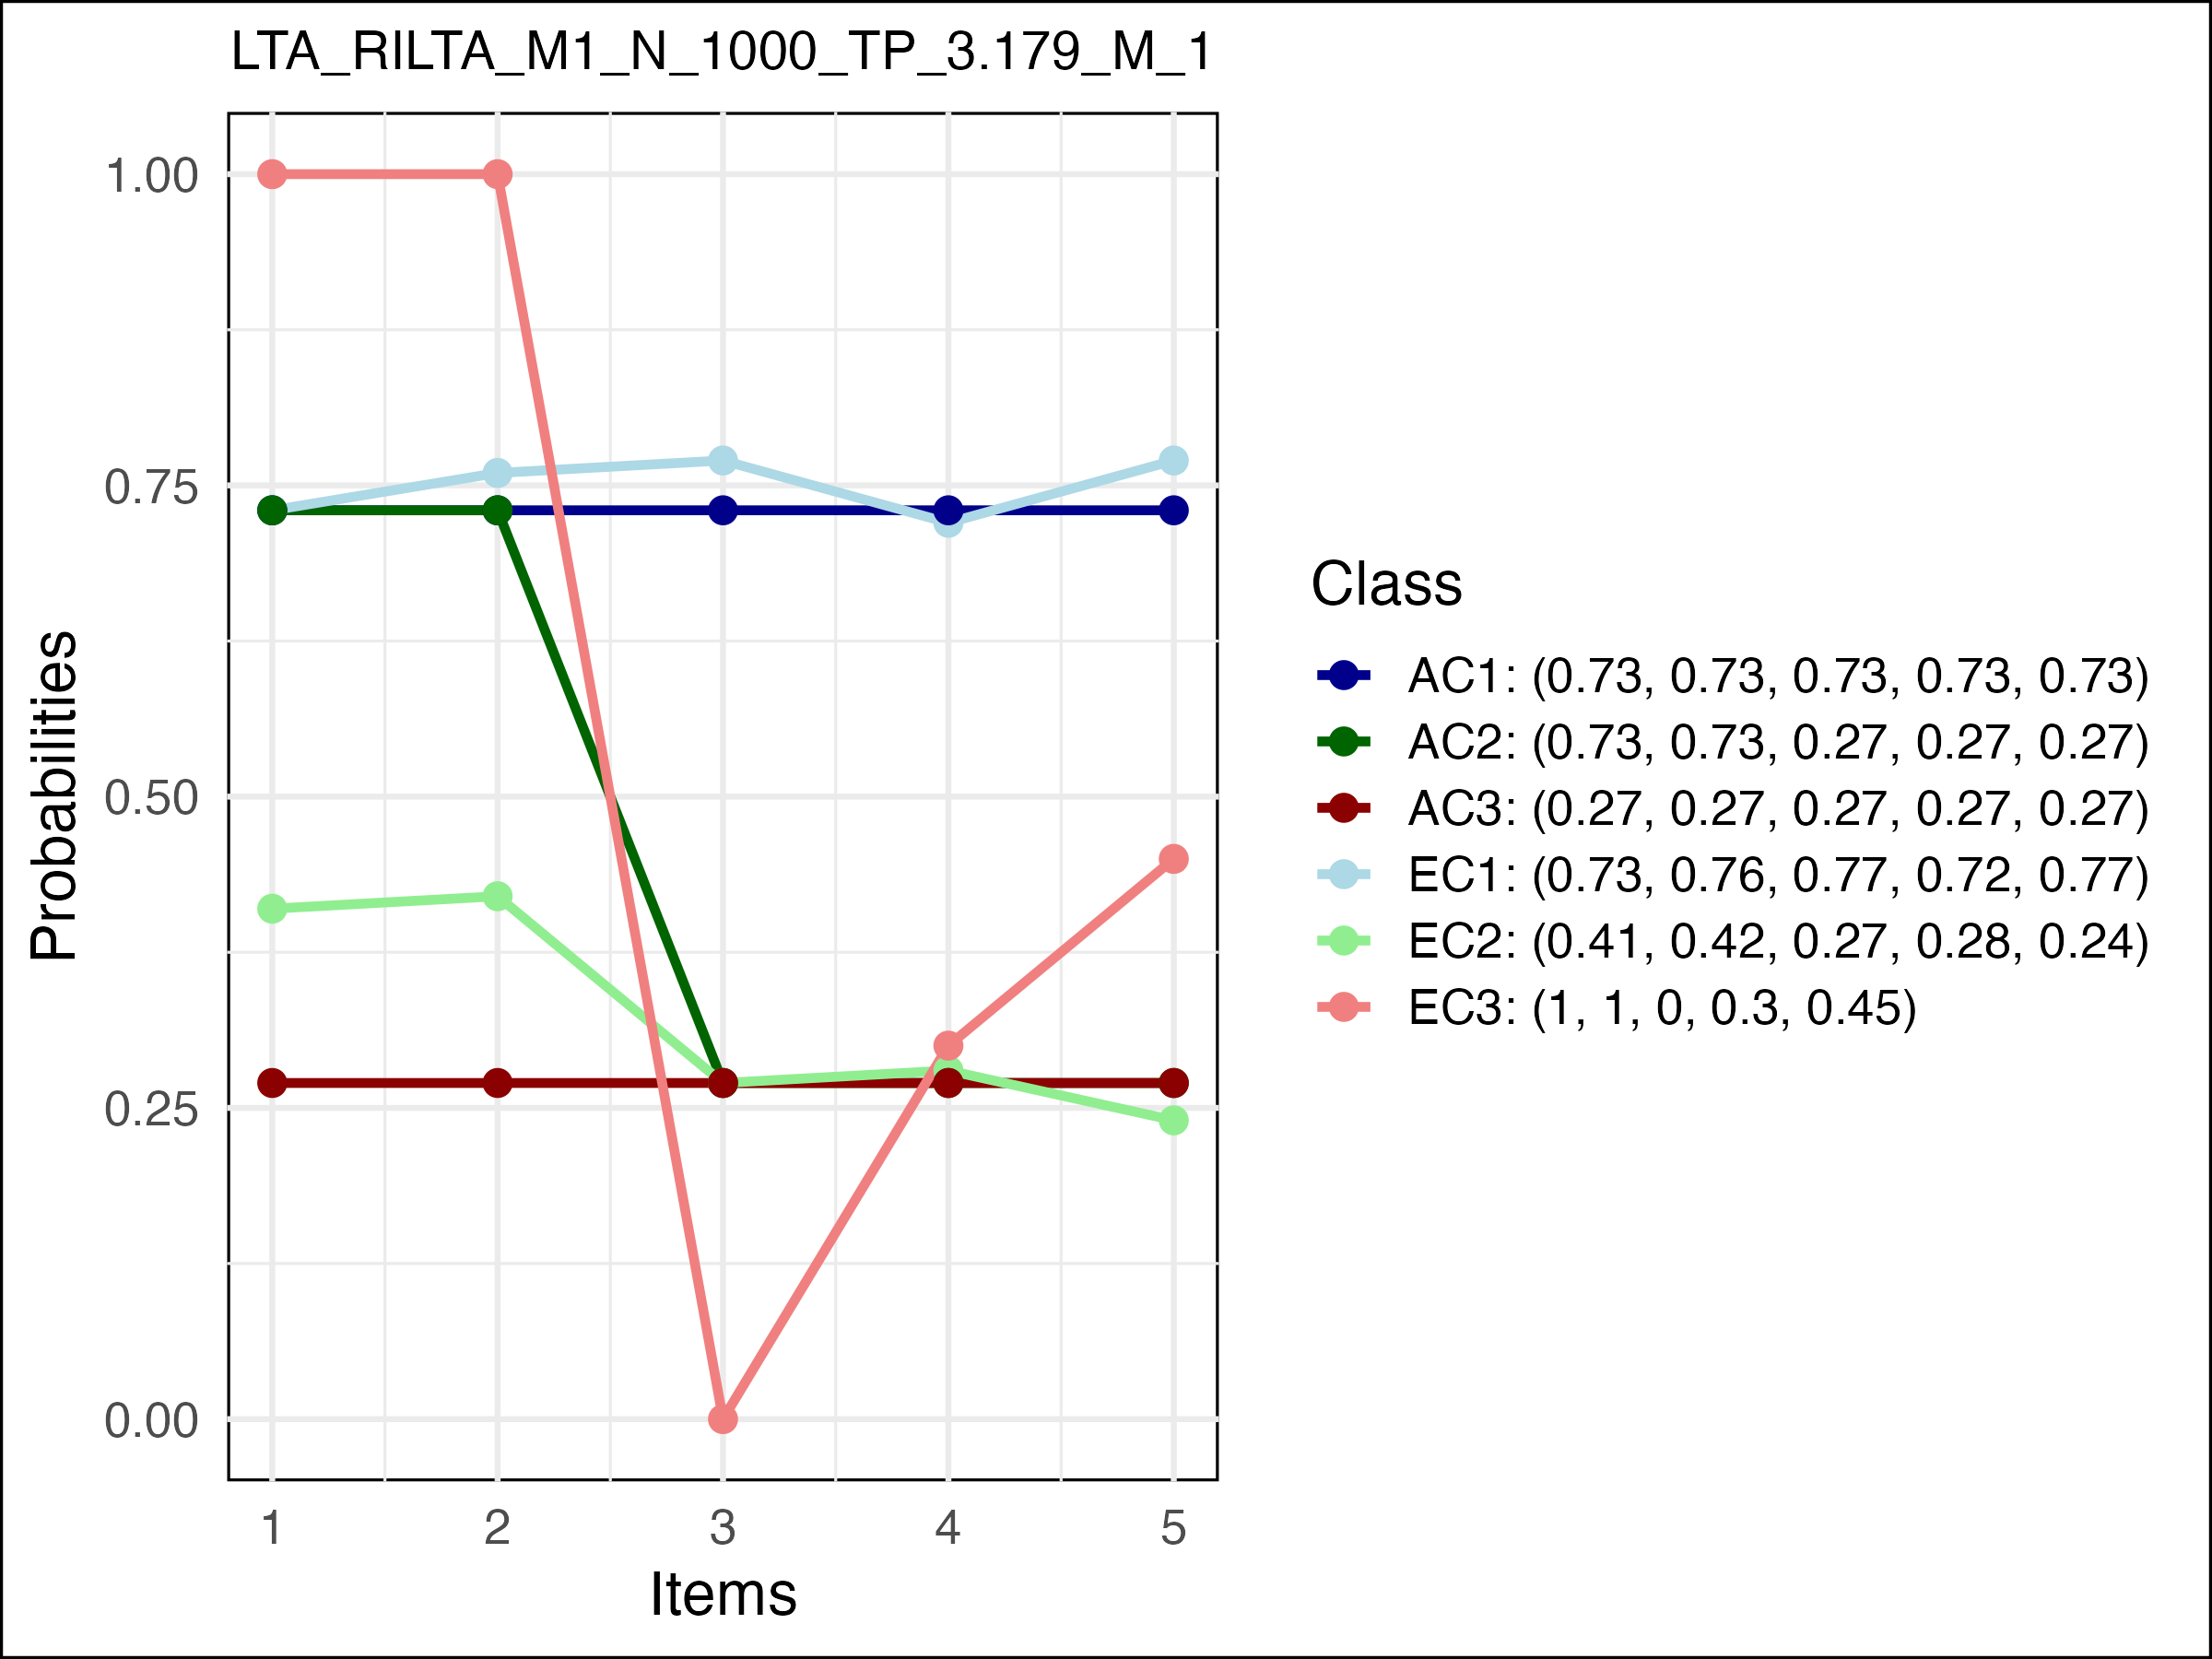 LTA_RILTA_M1_N_1000_TP_3.179_M_1
1.00
0.75
0.50
0.25
0.00
Probabilities
1 2 3 4 5
Items
Class
AC1: (0.73, 0.73, 0.73, 0.73, 0.73)
AC2: (0.73, 0.73, 0.27, 0.27, 0.27)
AC3: (0.27, 0.27, 0.27, 0.27, 0.27)
EC1: (0.73, 0.76, 0.77, 0.72, 0.77)
EC2: (0.41, 0.42, 0.27, 0.28, 0.24)
EC3: (1, 1, 0, 0.3, 0.45)